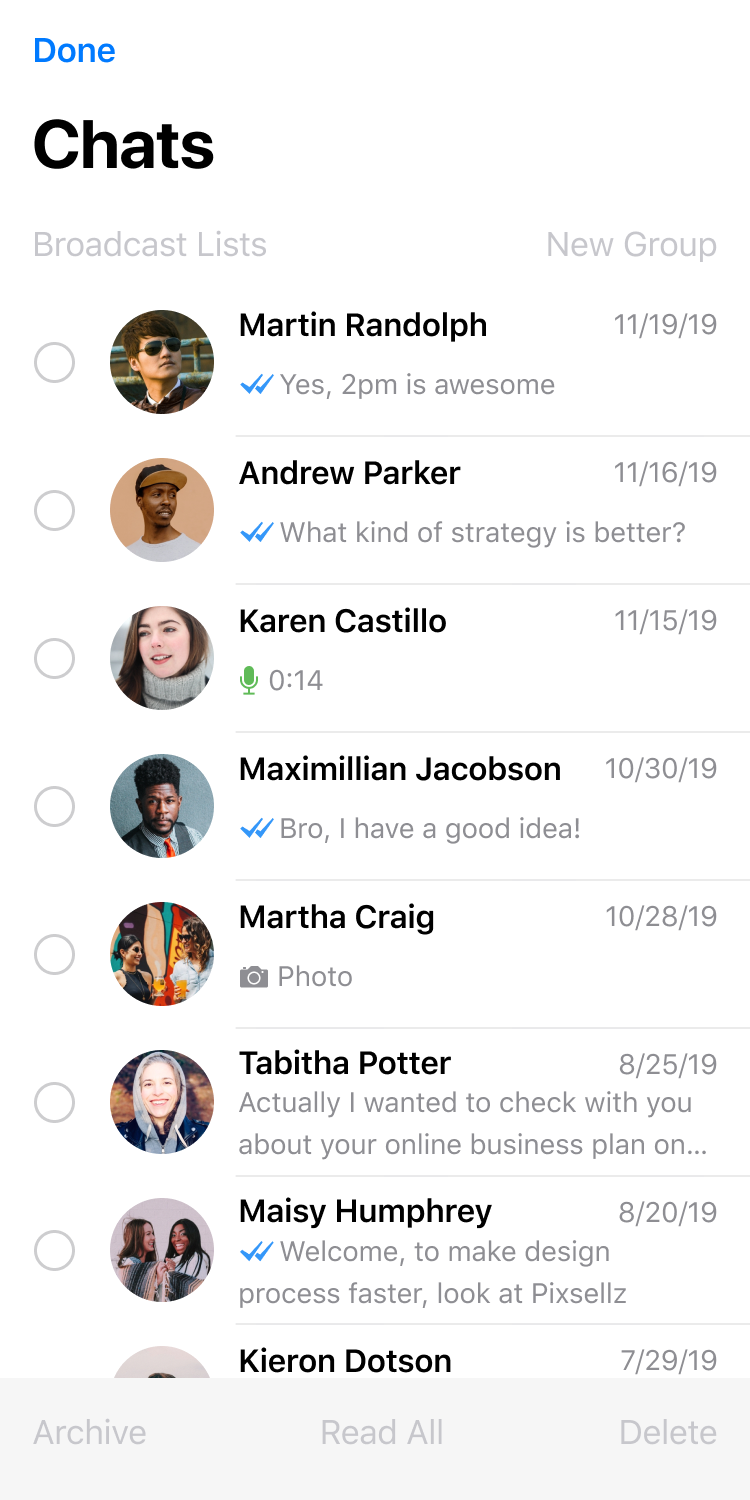 Done
Chats
Broadcast Lists New Group
Martin Randolph 11/19/19
Yes, 2pm is awesome
Andrew Parker 11/16/19
What kind of strategy is better?
Karen Castillo 11/15/19
0:14
Maximillian Jacobson 10/30/19
Bro, I have a good idea!
Martha Craig 10/28/19
Photo
Tabitha Potter 8/25/19
Actually I wanted to check with you
about your online business plan on...
Maisy Humphrey 8/20/19
Welcome, to make design
process faster, look at Pixsellz
Kieron Dotson 7/29/19
Archive Read All Delete